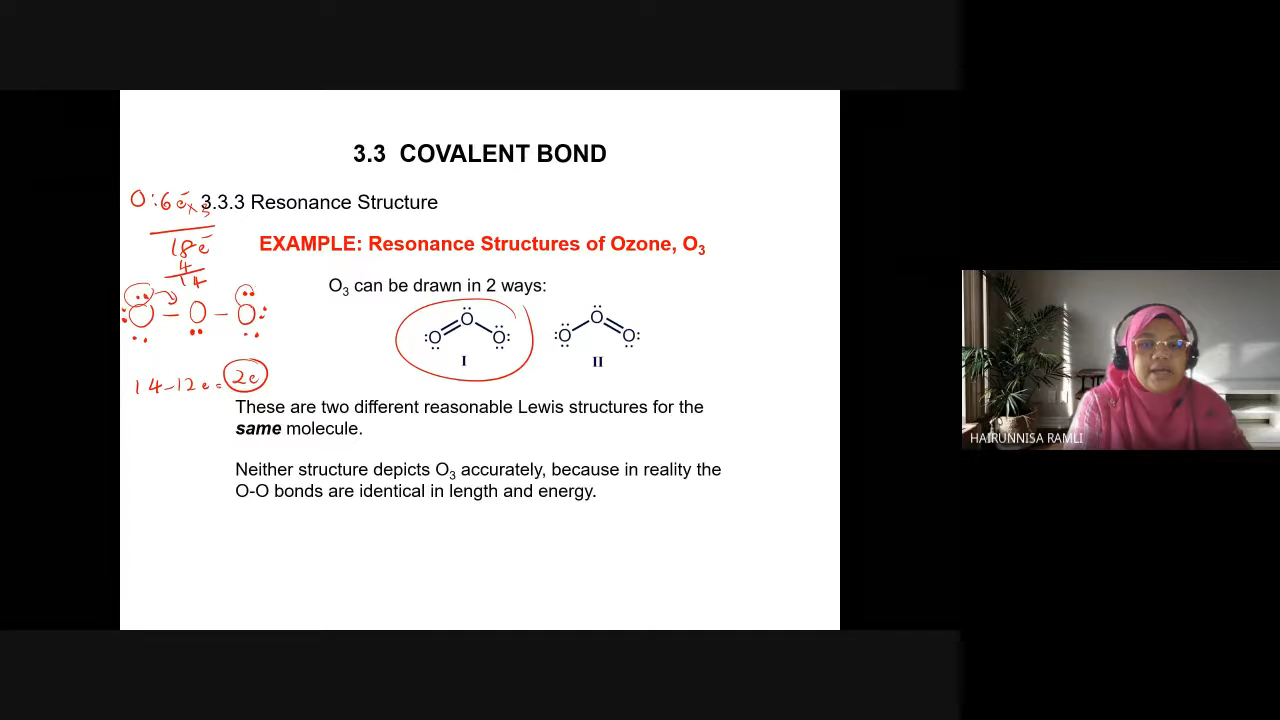 3.3 COVALENT BOND
O: 6e⁻ x 3
3.3.3 Resonance Structure
18e⁻
4
14
EXAMPLE: Resonance Structures of Ozone, O₃
O₃ can be drawn in 2 ways:
O – O – O
O O O
O O O
I
II
14 – 12e = 2e
These are two different reasonable Lewis structures for the
same molecule.
Neither structure depicts O₃ accurately, because in reality the
O-O bonds are identical in length and energy.
HAIRUNNISA RAMLI